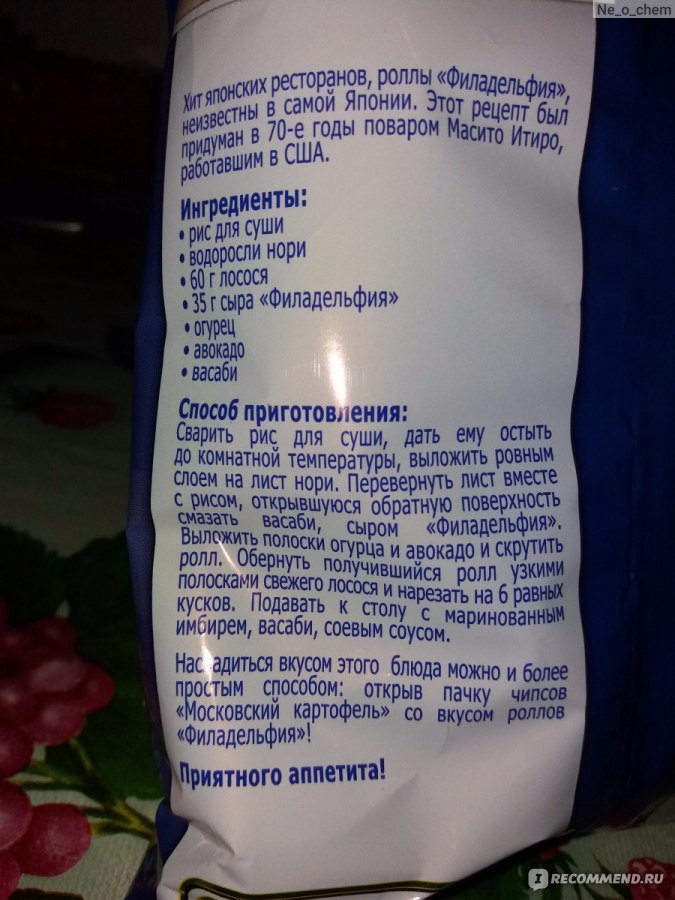 Ne_o_chem
Хит японских ресторанов, роллы «Филадельфия»,
неизвестны в самой Японии. Этот рецепт был
придуман в 70-е годы поваром Масито Итиро,
работавшим в США.
Ингредиенты:
• рис для суши
• водоросли нори
• 60 г лосося
• 35 г сыра «Филадельфия»
• огурец
• авокадо
• васаби
Способ приготовления:
Сварить рис для суши, дать ему остыть
до комнатной температуры, выложить ровным
слоем на лист нори. Перевернуть лист вместе
с рисом, открывшуюся обратную поверхность
смазать васаби, сыром «Филадельфия».
Выложить полоски огурца и авокадо и скрутить
ролл. Обернуть получившийся ролл узкими
полосками свежего лосося и нарезать на 6 равных
кусков. Подавать к столу с маринованным
имбирем, васаби, соевым соусом.
Насладиться вкусом этого блюда можно и более
простым способом: открыв пачку чипсов
«Московский картофель» со вкусом роллов
«Филадельфия»!
Приятного аппетита!
IRECOMMEND.RU